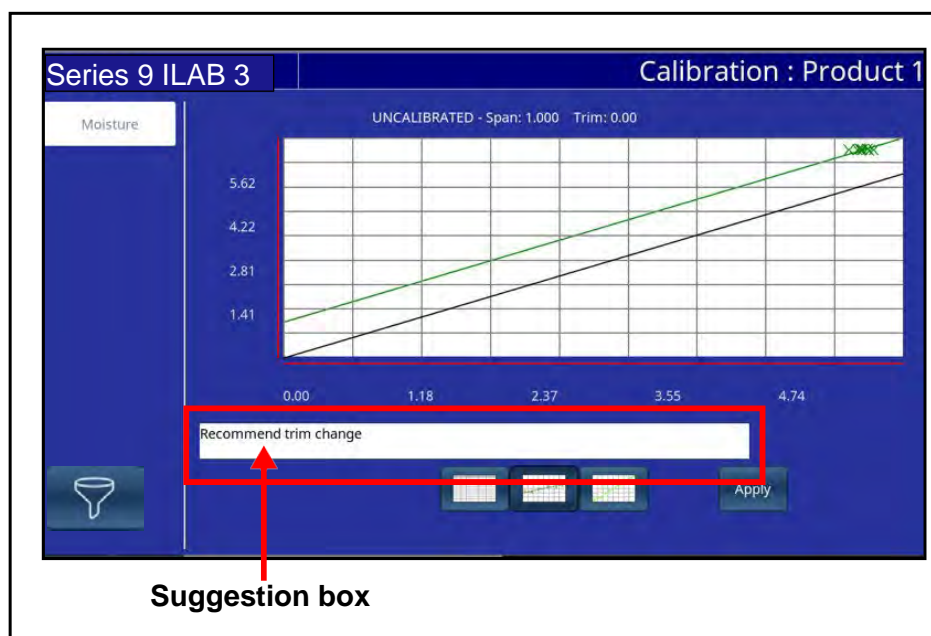 Series 9 ILAB 3
Calibration : Product 1
Moisture
UNCALIBRATED - Span: 1.000 Trim: 0.00
5.62
4.22
2.81
1.41
0.00 1.18 2.37 3.55 4.74
Recommend trim change
Apply
Suggestion box